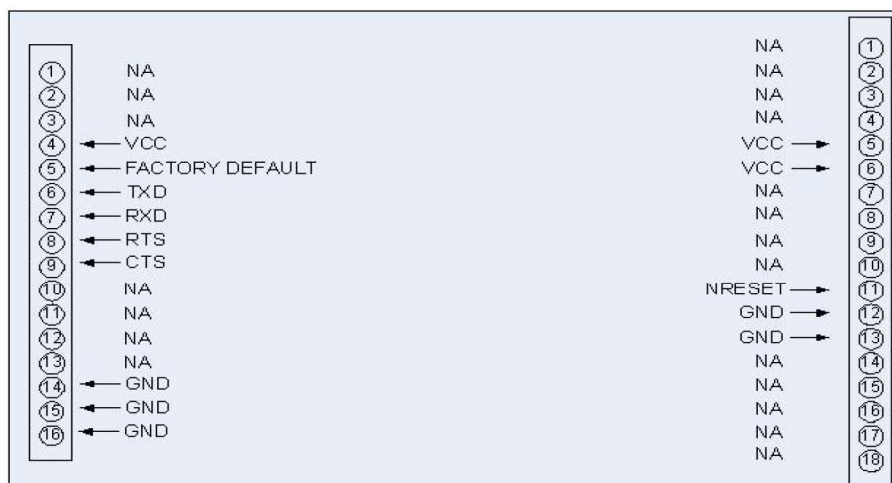 1 NA
2 NA
3 NA
4 VCC
5 FACTORY DEFAULT
6 TXD
7 RXD
8 RTS
9 CTS
10 NA
11 NA
12 NA
13 NA
14 GND
15 GND
16 GND
NA 1
NA 2
NA 3
NA 4
VCC 5
VCC 6
NA 7
NA 8
NA 9
NA 10
NRESET 11
GND 12
GND 13
NA 14
NA 15
NA 16
NA 17
NA 18